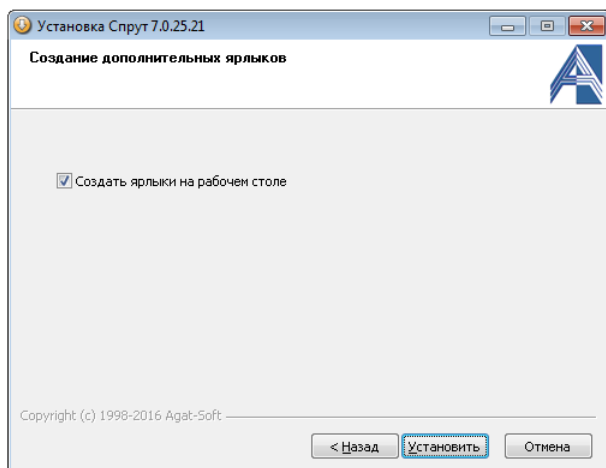 Установка Спрут 7.0.25.21
Создание дополнительных ярлыков
Создать ярлыки на рабочем столе
Copyright (c) 1998-2016 Agat-Soft
< Назад Установить Отмена